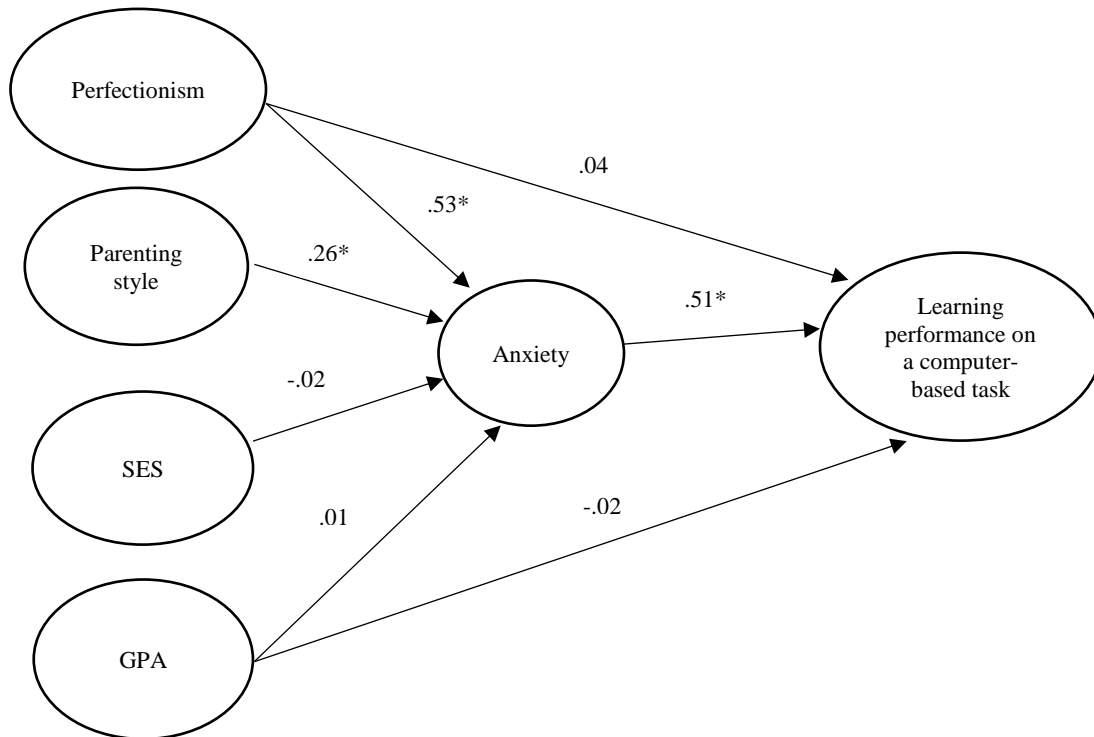 Perfectionism
.04
.53*
Parenting
style
.26*
.51*
Learning
performance on
a computer-
based task
Anxiety
-.02
SES
.01
-.02
GPA